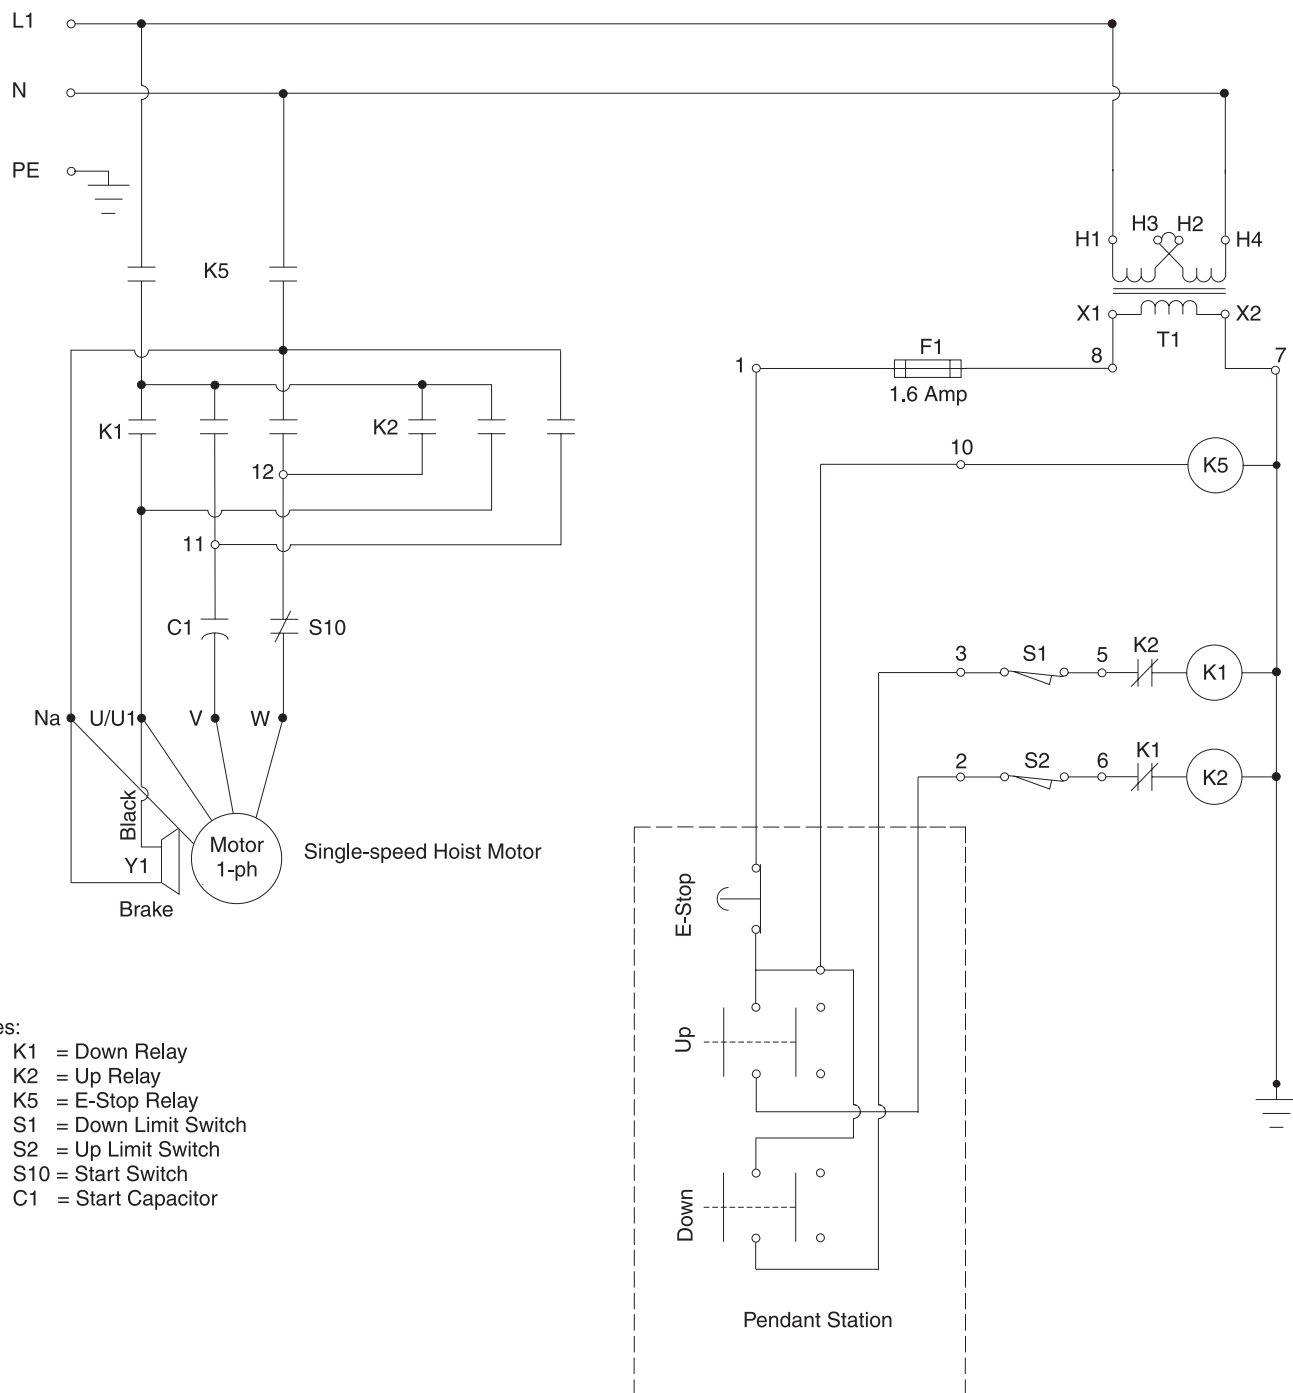 L1
N
PE
K5
H1 H3 H2 H4
X1 X2
T1
1 F1 8 7
1.6 Amp
K1 K2
12
10 K5
11
C1 S10
3 S1 5 K2 K1
Na U/U1 V W
2 S2 6 K1 K2
Black
Y1
Motor
1-ph
Single-speed Hoist Motor
Brake
E-Stop
Up
Down
Pendant Station
es:
K1 = Down Relay
K2 = Up Relay
K5 = E-Stop Relay
S1 = Down Limit Switch
S2 = Up Limit Switch
S10 = Start Switch
C1 = Start Capacitor